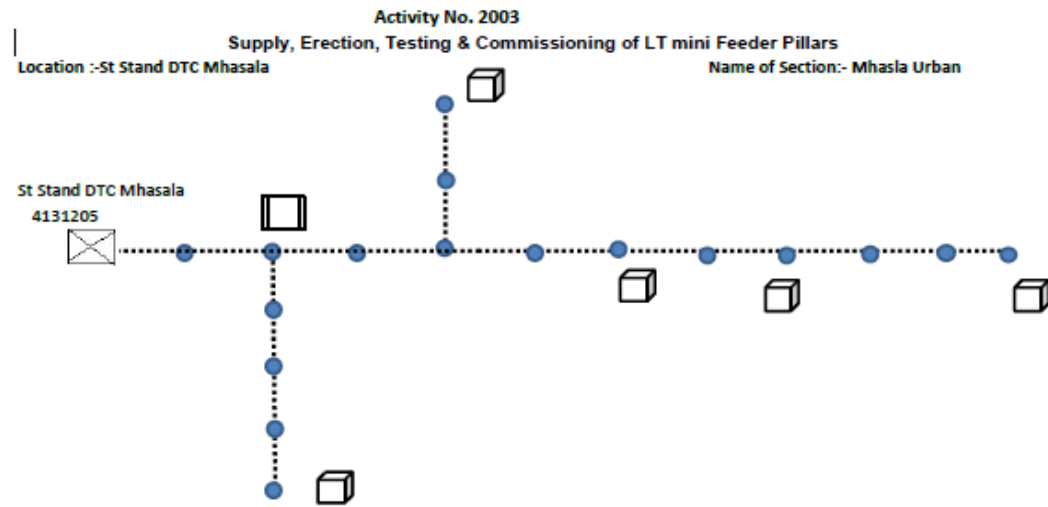 Activity No. 2003
Supply, Erection, Testing & Commissioning of LT mini Feeder Pillars
Location :-St Stand DTC Mhasala Name of Section:- Mhasla Urban
St Stand DTC Mhasala
4131205